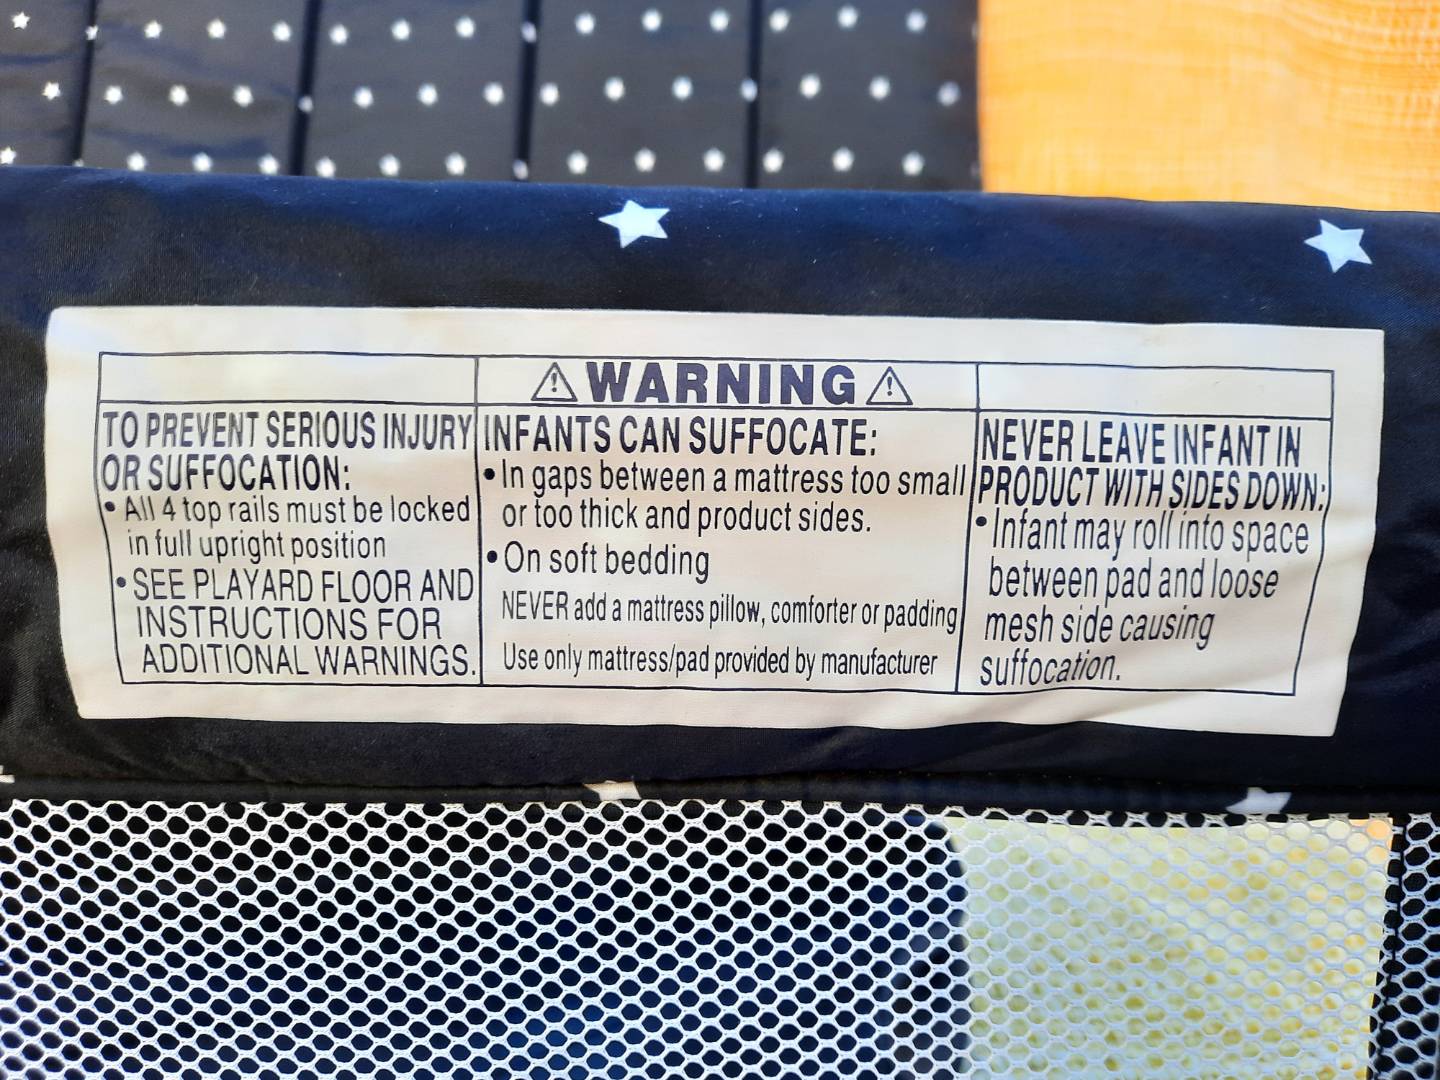 WARNING
TO PREVENT SERIOUS INJURY
OR SUFFOCATION:
• All 4 top rails must be locked
in full upright position
• SEE PLAYARD FLOOR AND
INSTRUCTIONS FOR
ADDITIONAL WARNINGS.
INFANTS CAN SUFFOCATE:
• In gaps between a mattress too small
or too thick and product sides.
• On soft bedding
NEVER add a mattress pillow, comforter or padding
Use only mattress/pad provided by manufacturer
NEVER LEAVE INFANT IN
PRODUCT WITH SIDES DOWN:
• Infant may roll into space
between pad and loose
mesh side causing
suffocation.